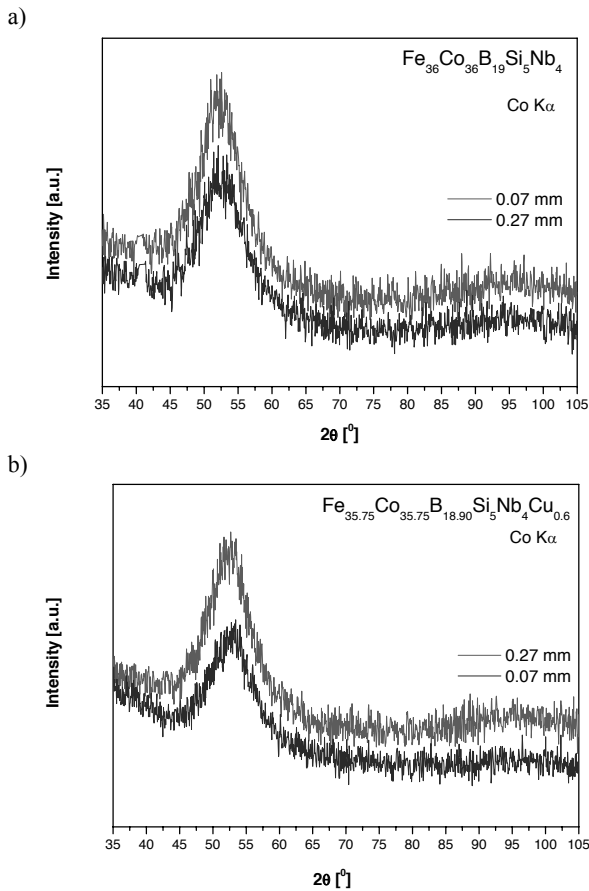 a)
Fe36Co36B19Si5Nb4
Co Kα
0.07 mm
0.27 mm
Intensity [a.u.]
35 40 45 50 55 60 65 70 75 80 85 90 95 100 105
2θ [⁰]
b)
Fe35.75Co35.75B18.90Si5Nb4Cu0.6
Co Kα
0.27 mm
0.07 mm
Intensity [a.u.]
35 40 45 50 55 60 65 70 75 80 85 90 95 100 105
2θ [⁰]